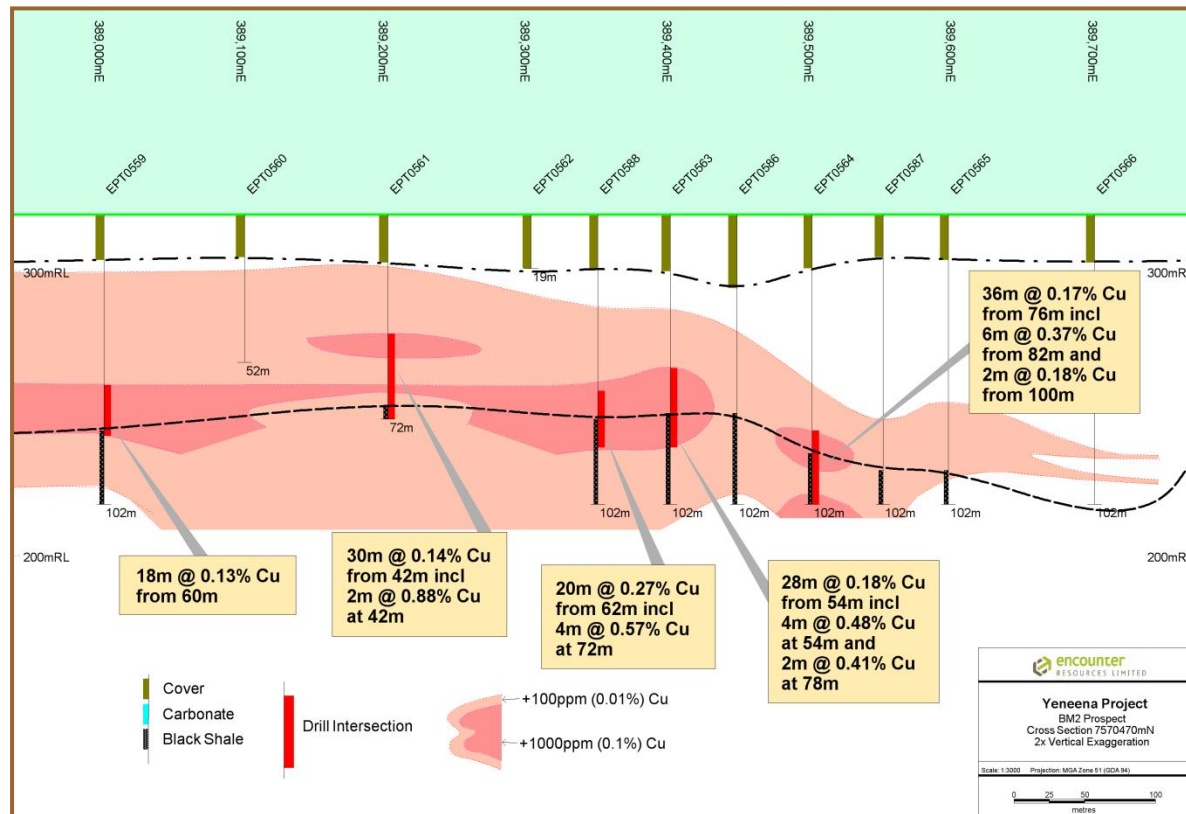 389,000mE
389,100mE
389,200mE
389,300mE
389,400mE
389,500mE
389,600mE
389,700mE
EPT0559
EPT0560
EPT0561
EPT0562
EPT0588
EPT0563
EPT0586
EPT0564
EPT0587
EPT0565
EPT0566
300mRL
19m
300mRL
36m @ 0.17% Cu
from 76m incl
6m @ 0.37% Cu
from 82m and
2m @ 0.18% Cu
from 100m
52m
72m
102m
102m
102m
102m
102m
102m
102m
102m
200mRL
200mRL
18m @ 0.13% Cu
from 60m
30m @ 0.14% Cu
from 42m incl
2m @ 0.88% Cu
at 42m
20m @ 0.27% Cu
from 62m incl
4m @ 0.57% Cu
at 72m
28m @ 0.18% Cu
from 54m incl
4m @ 0.48% Cu
at 54m and
2m @ 0.41% Cu
at 78m
Cover
Carbonate
Black Shale
Drill Intersection
+100ppm (0.01%) Cu
+1000ppm (0.1%) Cu
encounter
RESOURCES LIMITED
Yeneena Project
BM2 Prospect
Cross Section 7570470mN
2x Vertical Exaggeration
Scale: 1:3000 Projection: MGA Zone 51 (GDA 94)
0 25 50 100
metres